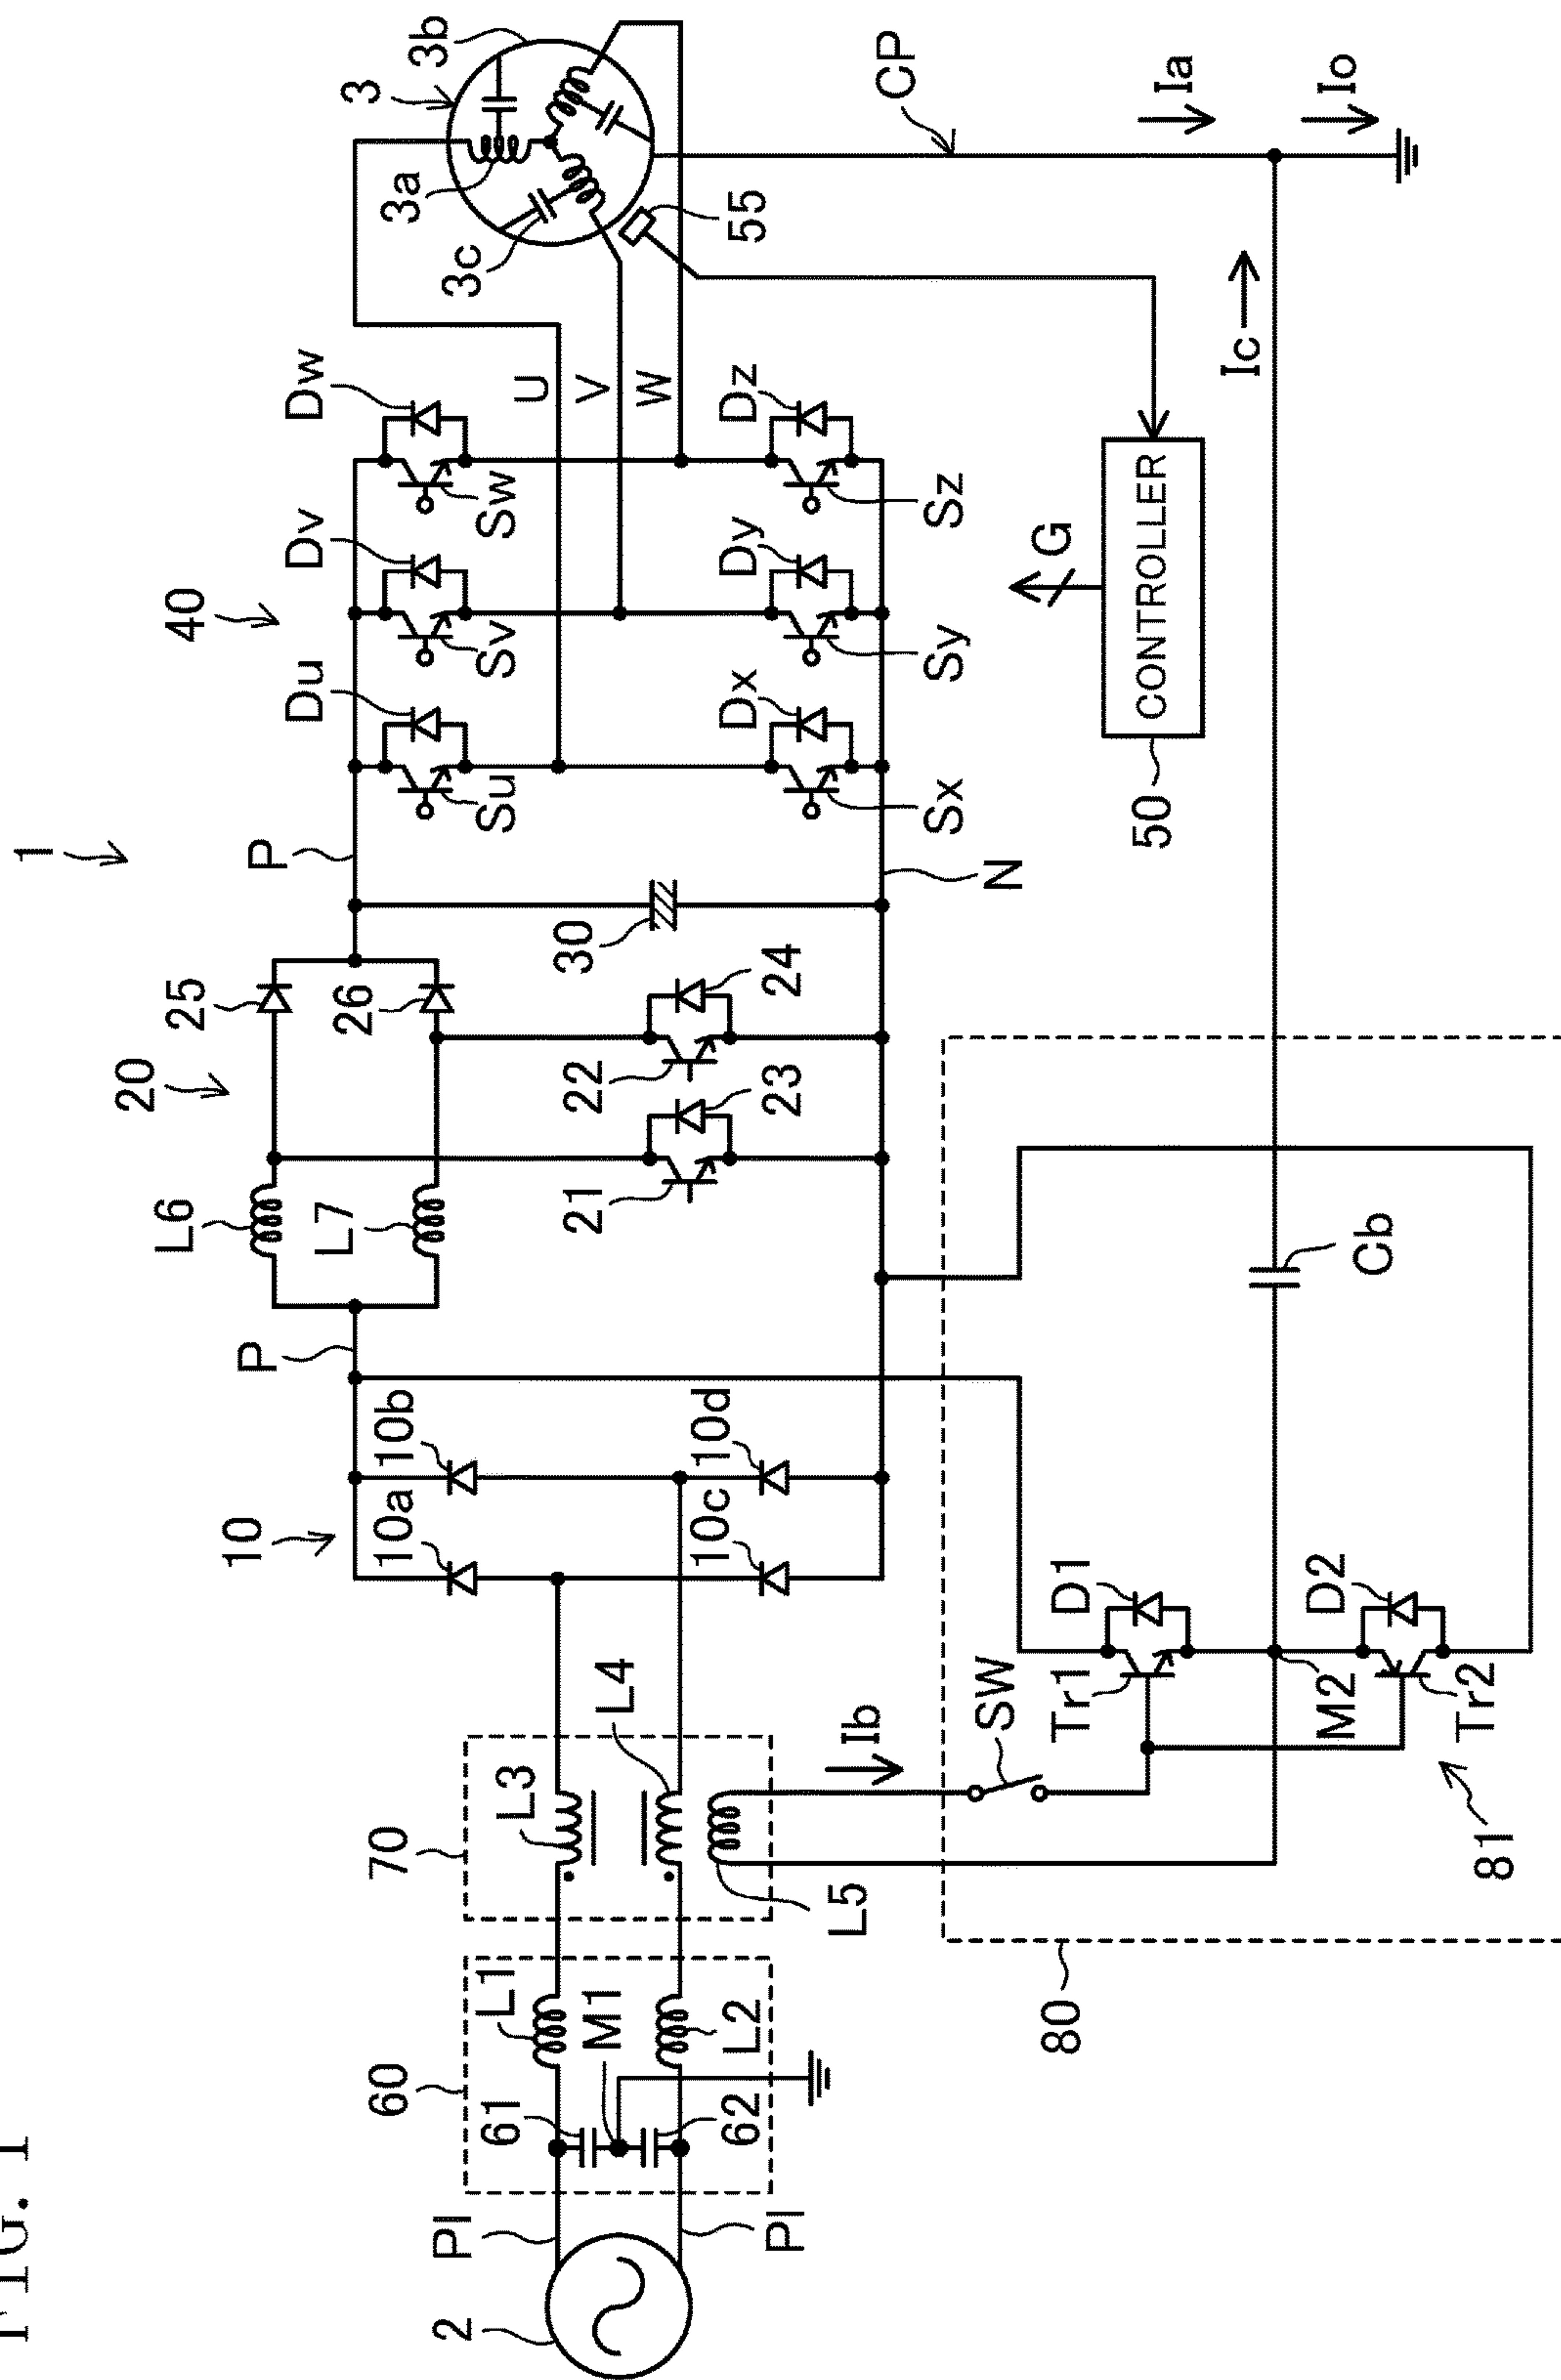 FIG. 1
1
40
20
10
70
60
2
PI
PI
61
62
M1
L1
L2
L3
L4
L5
10a
10b
10c
10d
P
L6
L7
25
26
21
22
23
24
30
P
N
Du
Dv
Dw
Su
Sv
Sw
U
V
W
Dx
Dy
Dz
Sx
Sy
Sz
3
3a
3b
3c
55
CP
Ia
Io
Ic
G
CONTROLLER
50
Ib
SW
Tr1
D1
M2
D2
Tr2
Cb
81
80